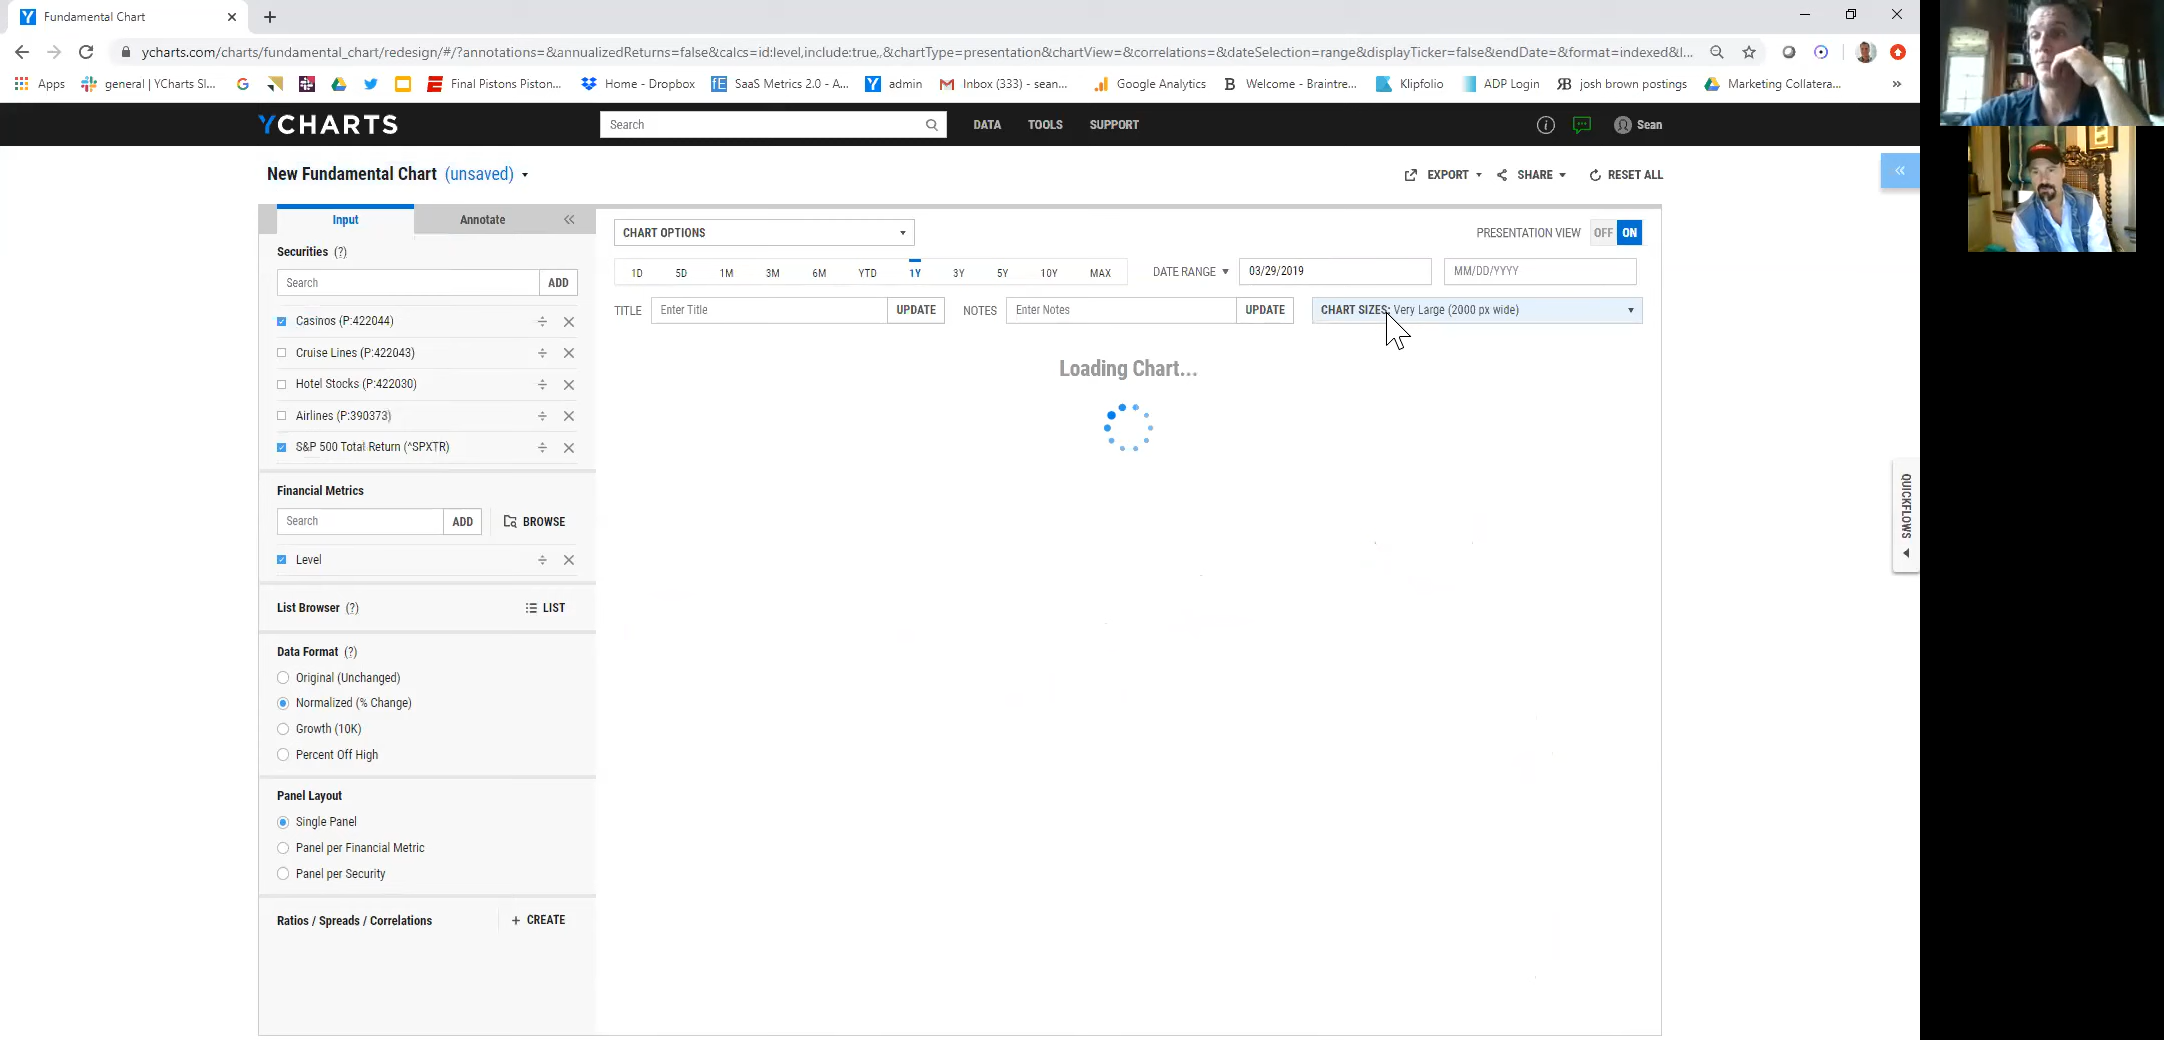 Fundamental Chart
ycharts.com/charts/fundamental_chart/redesign/#/?annotations=&annualizedReturns=false&calcs=id:level,include:true,,&chartType=presentation&chartView=&correlations=&dateSelection=range&displayTicker=false&endDate=&format=indexed&l...
Apps general | YCharts Sl... Final Pistons Piston... Home - Dropbox SaaS Metrics 2.0 - A... admin Inbox (333) - sean... Google Analytics Welcome - Braintre... Klipfolio ADP Login josh brown postings Marketing Collatera...
YCHARTS Search DATA TOOLS SUPPORT Sean
New Fundamental Chart (unsaved) EXPORT SHARE RESET ALL
Input Annotate
CHART OPTIONS PRESENTATION VIEW OFF ON
Securities (?)
Search ADD
1D 5D 1M 3M 6M YTD 1Y 3Y 5Y 10Y MAX DATE RANGE 03/29/2019 MM/DD/YYYY
TITLE Enter Title UPDATE NOTES Enter Notes UPDATE CHART SIZES: Very Large (2000 px wide)
Casinos (P:422044)
Cruise Lines (P:422043)
Hotel Stocks (P:422030)
Airlines (P:390373)
S&P 500 Total Return (^SPXTR)
Loading Chart...
Financial Metrics
Search ADD BROWSE
Level
List Browser (?) LIST
Data Format (?)
Original (Unchanged)
Normalized (% Change)
Growth (10K)
Percent Off High
Panel Layout
Single Panel
Panel per Financial Metric
Panel per Security
Ratios / Spreads / Correlations + CREATE
QUICKFLOWS